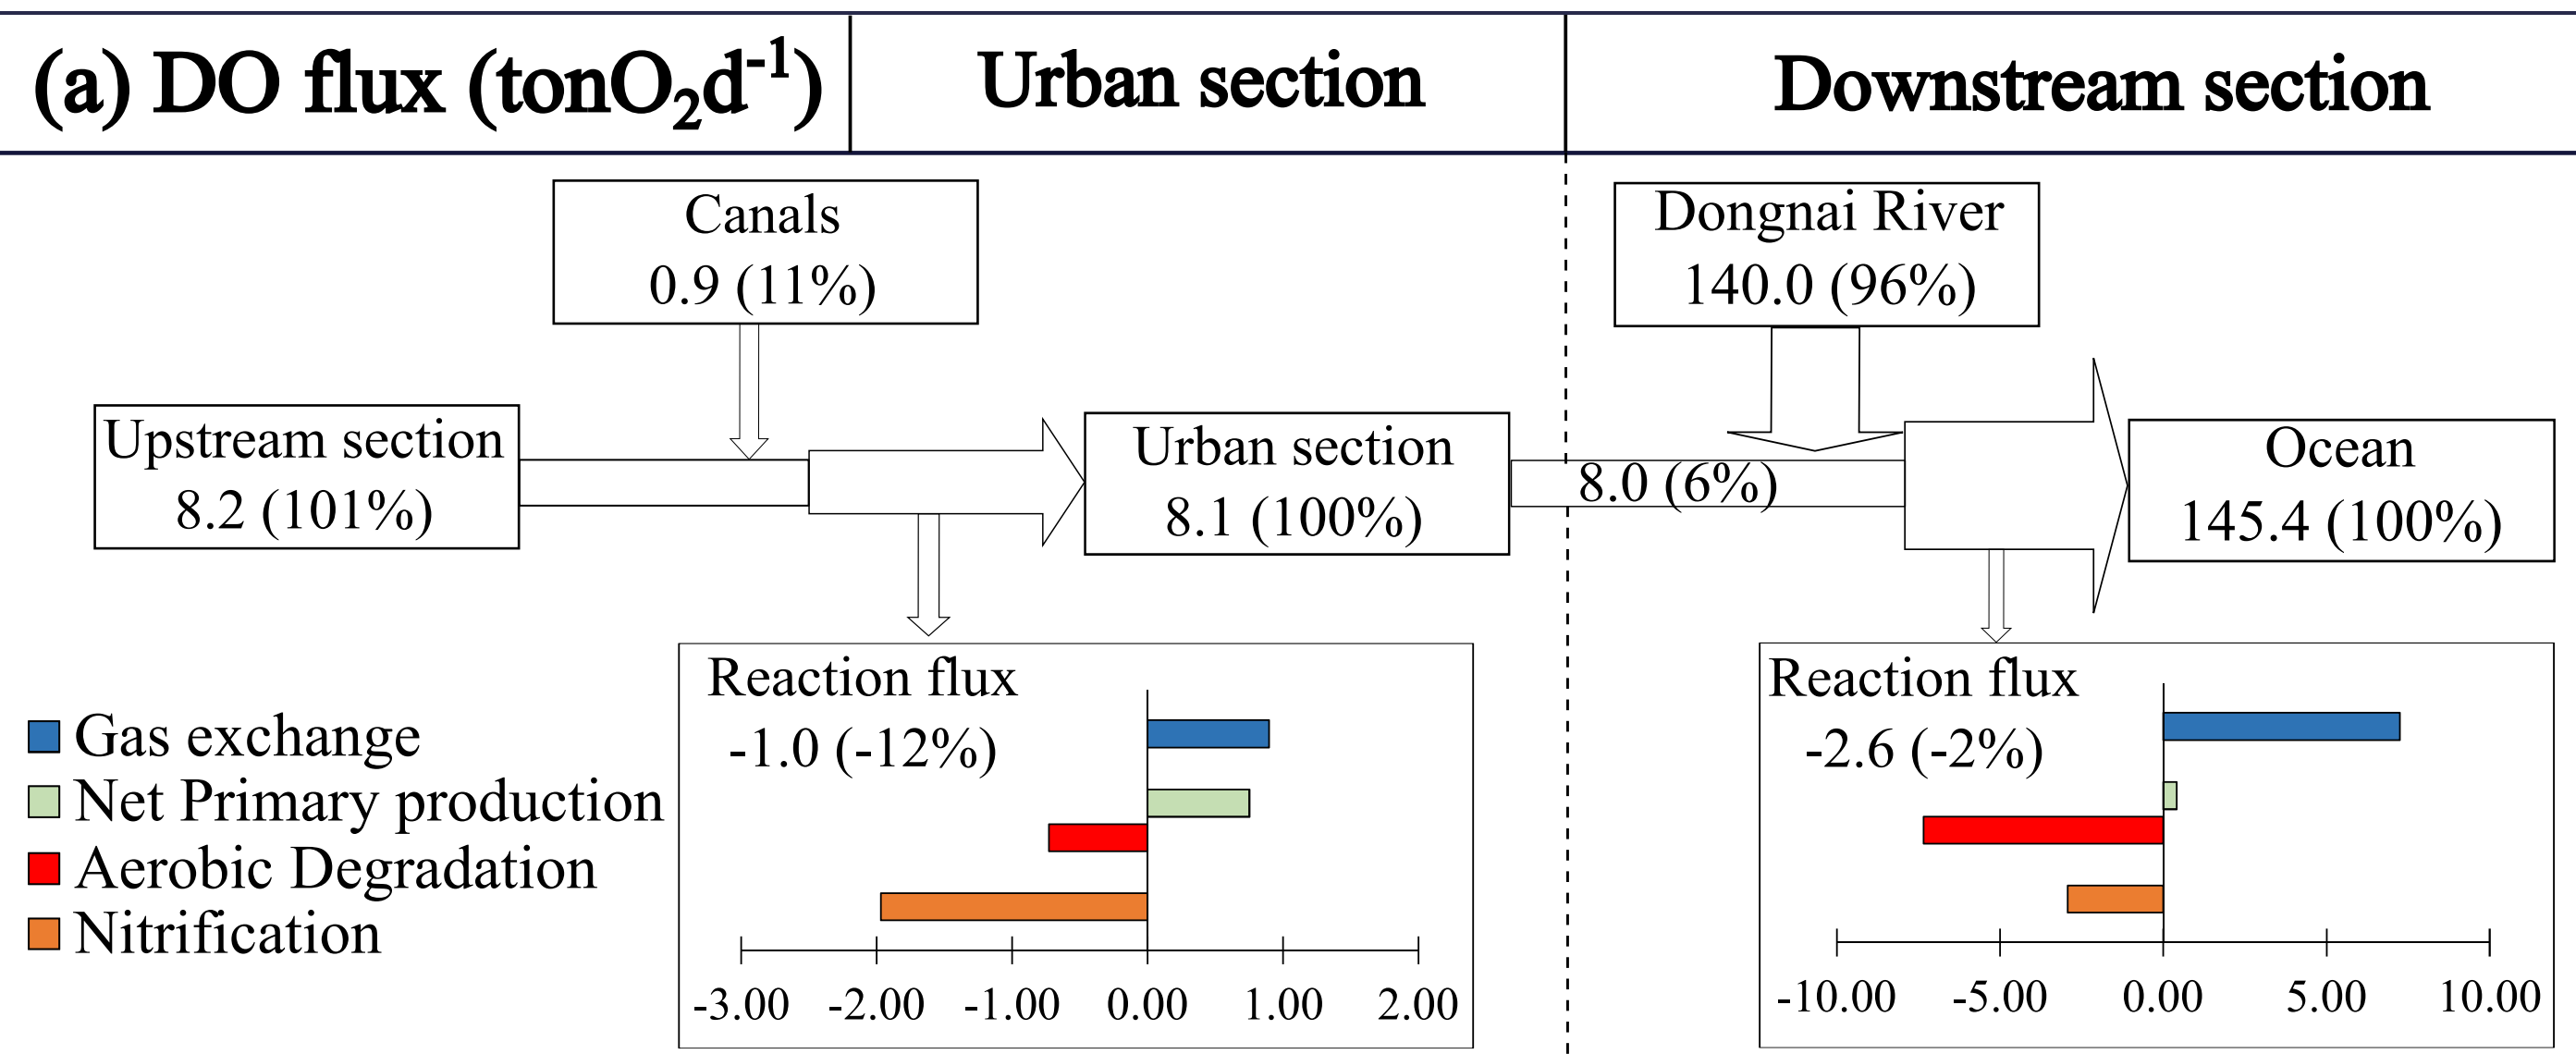 (a) DO flux (tonO₂d⁻¹)
Urban section
Downstream section
Canals
0.9 (11%)
Dongnai River
140.0 (96%)
Upstream section
8.2 (101%)
Urban section
8.1 (100%)
8.0 (6%)
Ocean
145.4 (100%)
Gas exchange
Net Primary production
Aerobic Degradation
Nitrification
Reaction flux
-1.0 (-12%)
-3.00 -2.00 -1.00 0.00 1.00 2.00
Reaction flux
-2.6 (-2%)
-10.00 -5.00 0.00 5.00 10.00